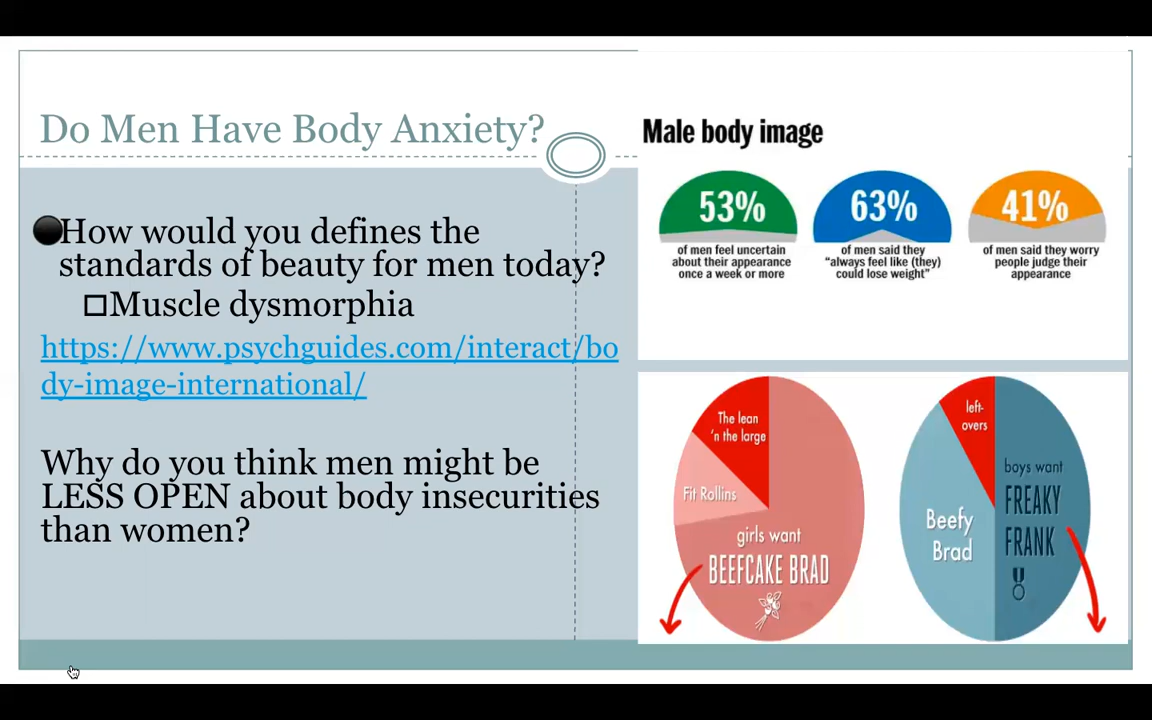 Do Men Have Body Anxiety?
How would you defines the
standards of beauty for men today?
Muscle dysmorphia
https://www.psychguides.com/interact/bo
dy-image-international/
Why do you think men might be
LESS OPEN about body insecurities
than women?
Male body image
53%
of men feel uncertain
about their appearance
once a week or more
63%
of men said they
“always feel like (they)
could lose weight”
41%
of men said they worry
people judge their
appearance
The lean
'n the large
Fit Rollins
girls want
BEEFCAKE BRAD
left-
overs
Beefy
Brad
boys want
FREAKY
FRANK